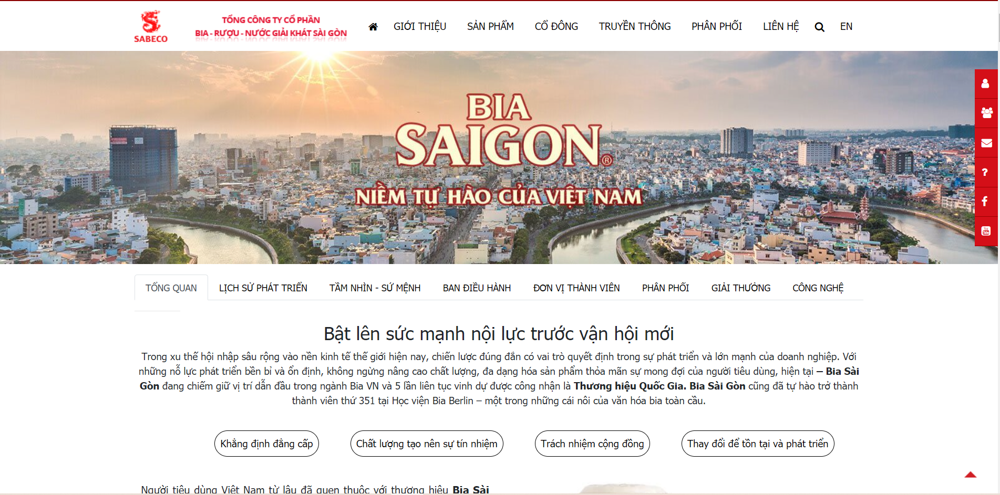 SABECO
TỔNG CÔNG TY CỔ PHẦN
BIA - RƯỢU - NƯỚC GIẢI KHÁT SÀI GÒN
GIỚI THIỆU SẢN PHẨM CỔ ĐÔNG TRUYỀN THÔNG PHÂN PHỐI LIÊN HỆ EN
BIA
SAIGON®
NIỀM TỰ HÀO CỦA VIỆT NAM
TỔNG QUAN LỊCH SỬ PHÁT TRIỂN TẦM NHÌN - SỨ MỆNH BAN ĐIỀU HÀNH ĐƠN VỊ THÀNH VIÊN PHÂN PHỐI GIẢI THƯỞNG CÔNG NGHỆ
Bật lên sức mạnh nội lực trước vận hội mới
Trong xu thế hội nhập sâu rộng vào nền kinh tế thế giới hiện nay, chiến lược đúng đắn có vai trò quyết định trong sự phát triển và lớn mạnh của doanh nghiệp. Với
những nỗ lực phát triển bền bỉ và ổn định, không ngừng nâng cao chất lượng, đa dạng hóa sản phẩm thỏa mãn sự mong đợi của người tiêu dùng, hiện tại – Bia Sài
Gòn đang chiếm giữ vị trí dẫn đầu trong ngành Bia VN và 5 lần liên tục vinh dự được công nhận là Thương hiệu Quốc Gia. Bia Sài Gòn cũng đã tự hào trở thành
thành viên thứ 351 tại Học viện Bia Berlin – một trong những cái nôi của văn hóa bia toàn cầu.
Khẳng định đẳng cấp Chất lượng tạo nên sự tín nhiệm Trách nhiệm cộng đồng Thay đổi để tồn tại và phát triển
Người tiêu dùng Việt Nam từ lâu đã quen thuộc với thương hiệu Bia Sài